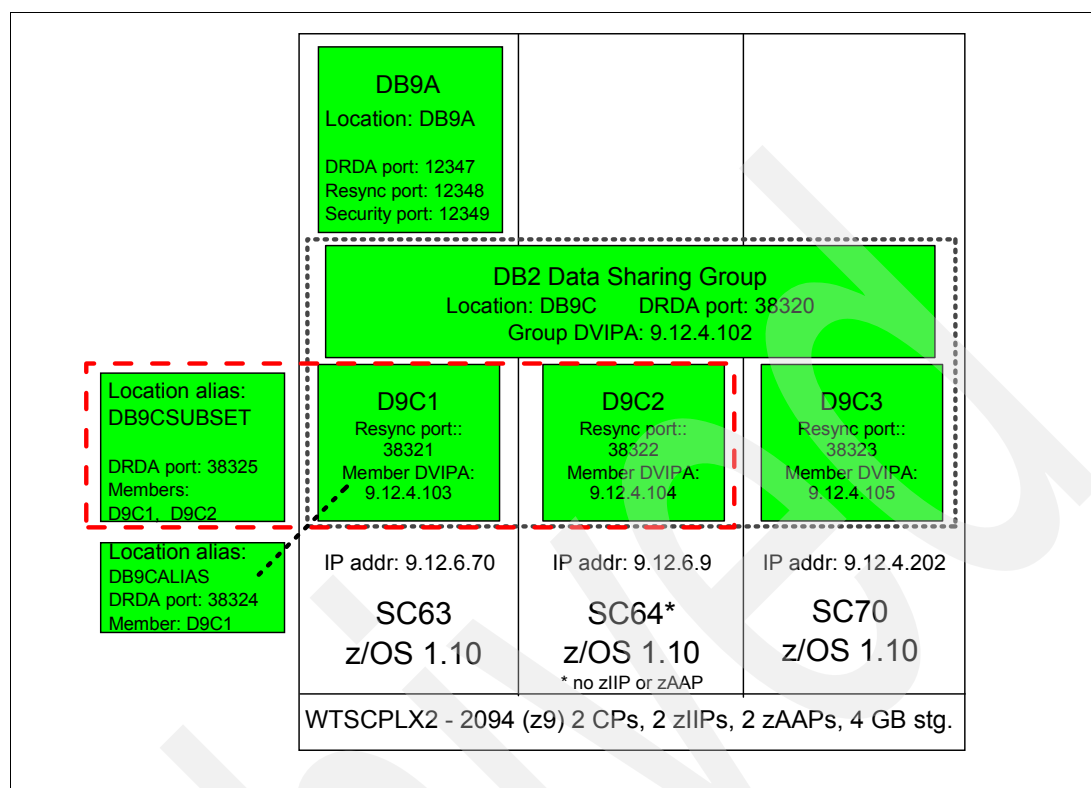 DB9A
Location: DB9A
DRDA port: 12347
Resync port: 12348
Security port: 12349
DB2 Data Sharing Group
Location: DB9C DRDA port: 38320
Group DVIPA: 9.12.4.102
Location alias:
DB9CSUBSET
DRDA port: 38325
Members:
D9C1, D9C2
D9C1
Resync port::
38321
Member DVIPA:
9.12.4.103
D9C2
Resync port::
38322
Member DVIPA:
9.12.4.104
D9C3
Resync port::
38323
Member DVIPA:
9.12.4.105
Location alias:
DB9CALIAS
DRDA port: 38324
Member: D9C1
IP addr: 9.12.6.70
SC63
z/OS 1.10
IP addr: 9.12.6.9
SC64*
z/OS 1.10
* no zIIP or zAAP
IP addr: 9.12.4.202
SC70
z/OS 1.10
WTSCPLX2 - 2094 (z9) 2 CPs, 2 zIIPs, 2 zAAPs, 4 GB stg.